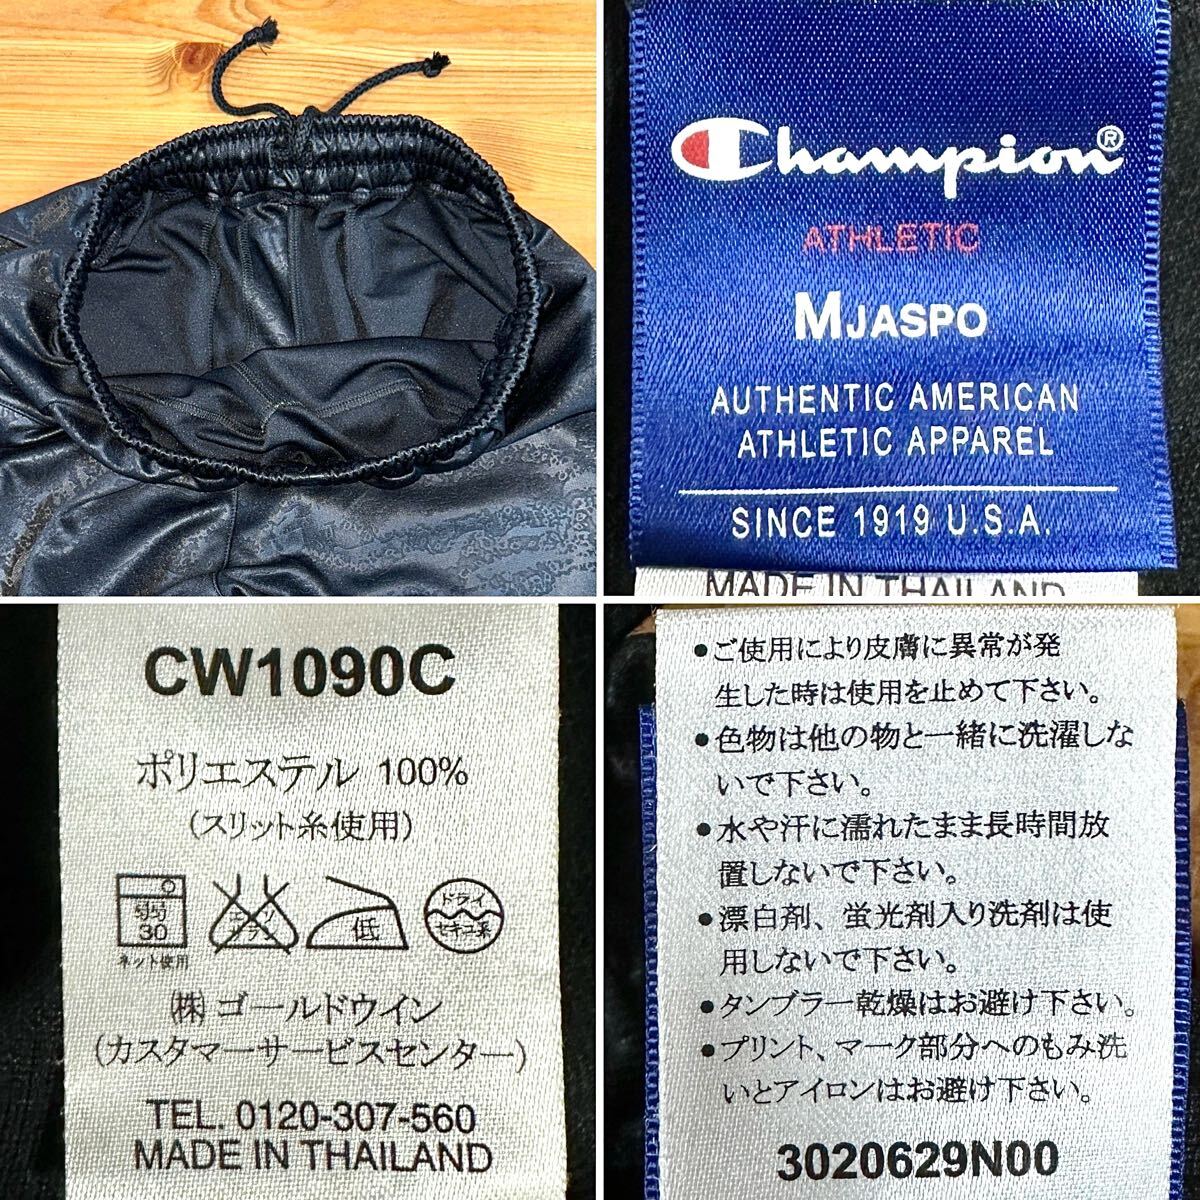 Champion®
ATHLETIC
MJASPO
AUTHENTIC AMERICAN
ATHLETIC APPAREL
SINCE 1919 U.S.A.
MADE IN THAILAND
CW1090C
ポリエステル 100%
(スリット糸使用)
弱 30
ネット使用
エンソ サラシ
低
ドライ セキユ系
(株)ゴールドウイン
(カスタマーサービスセンター)
TEL. 0120-307-560
MADE IN THAILAND
●ご使用により皮膚に異常が発
生した時は使用を止めて下さい。
●色物は他の物と一緒に洗濯しな
いで下さい。
●水や汗に濡れたまま長時間放
置しないで下さい。
●漂白剤、蛍光剤入り洗剤は使
用しないで下さい。
●タンブラー乾燥はお避け下さい。
●プリント、マーク部分へのもみ洗
いとアイロンはお避け下さい。
3020629N00